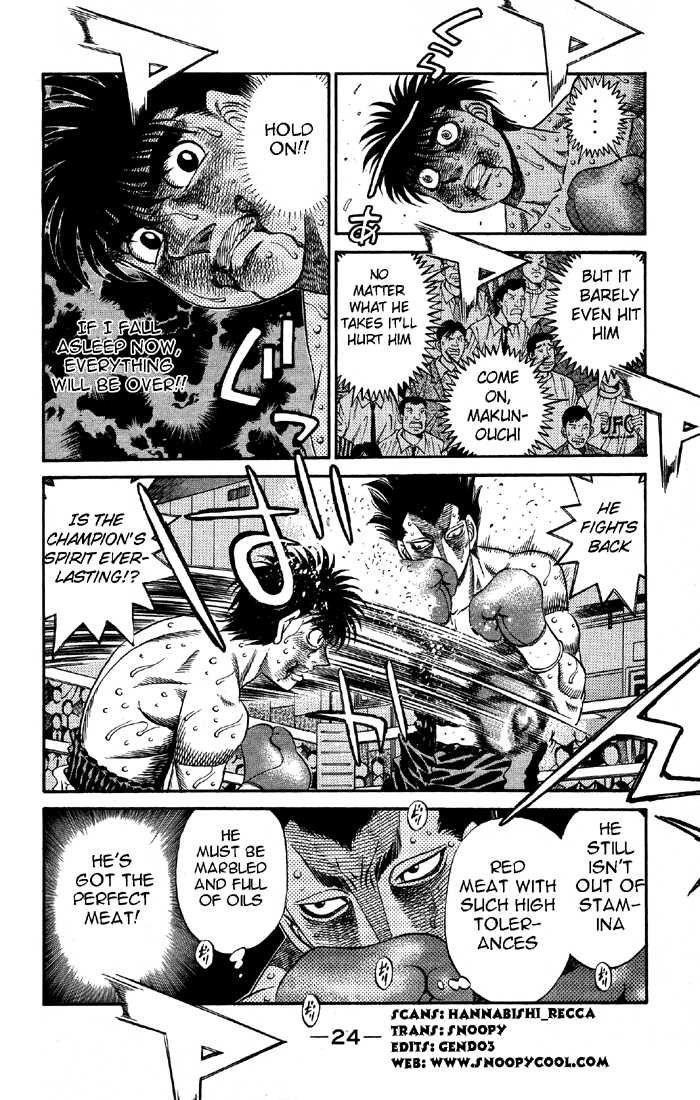 . . . .
HOLD
ON!!
IF I FALL
ASLEEP NOW,
EVERYTHING
WILL BE OVER!!
あ
BUT IT
BARELY
EVEN HIT
HIM
NO
MATTER
WHAT HE
TAKES IT'LL
HURT HIM
COME
ON,
MAKUN-
OUCHI
JFC
HE
FIGHTS
BACK
IS THE
CHAMPION'S
SPIRIT EVER-
LASTING!?
HE
STILL
ISN'T
OUT OF
STAM-
INA
RED
MEAT WITH
SUCH HIGH
TOLER-
ANCES
HE
MUST BE
MARBLED
AND FULL
OF OILS
HE'S
GOT THE
PERFECT
MEAT!
—24—
SCANS: HANNABISHI_RECCA
TRANS: SNOOPY
EDITS: GENDO3
WEB: WWW.SNOOPYCOOL.COM